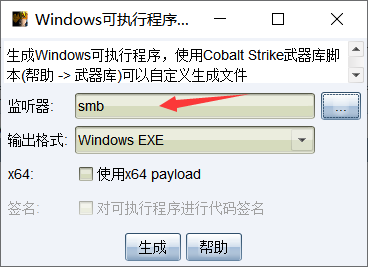 Windows可执行程序...
生成Windows可执行程序，使用Cobalt Strike武器库脚
本(帮助 -> 武器库)可以自定义生成文件
监听器: smb ...
输出格式: Windows EXE
x64: 使用x64 payload
签名: 对可执行程序进行代码签名
生成 帮助